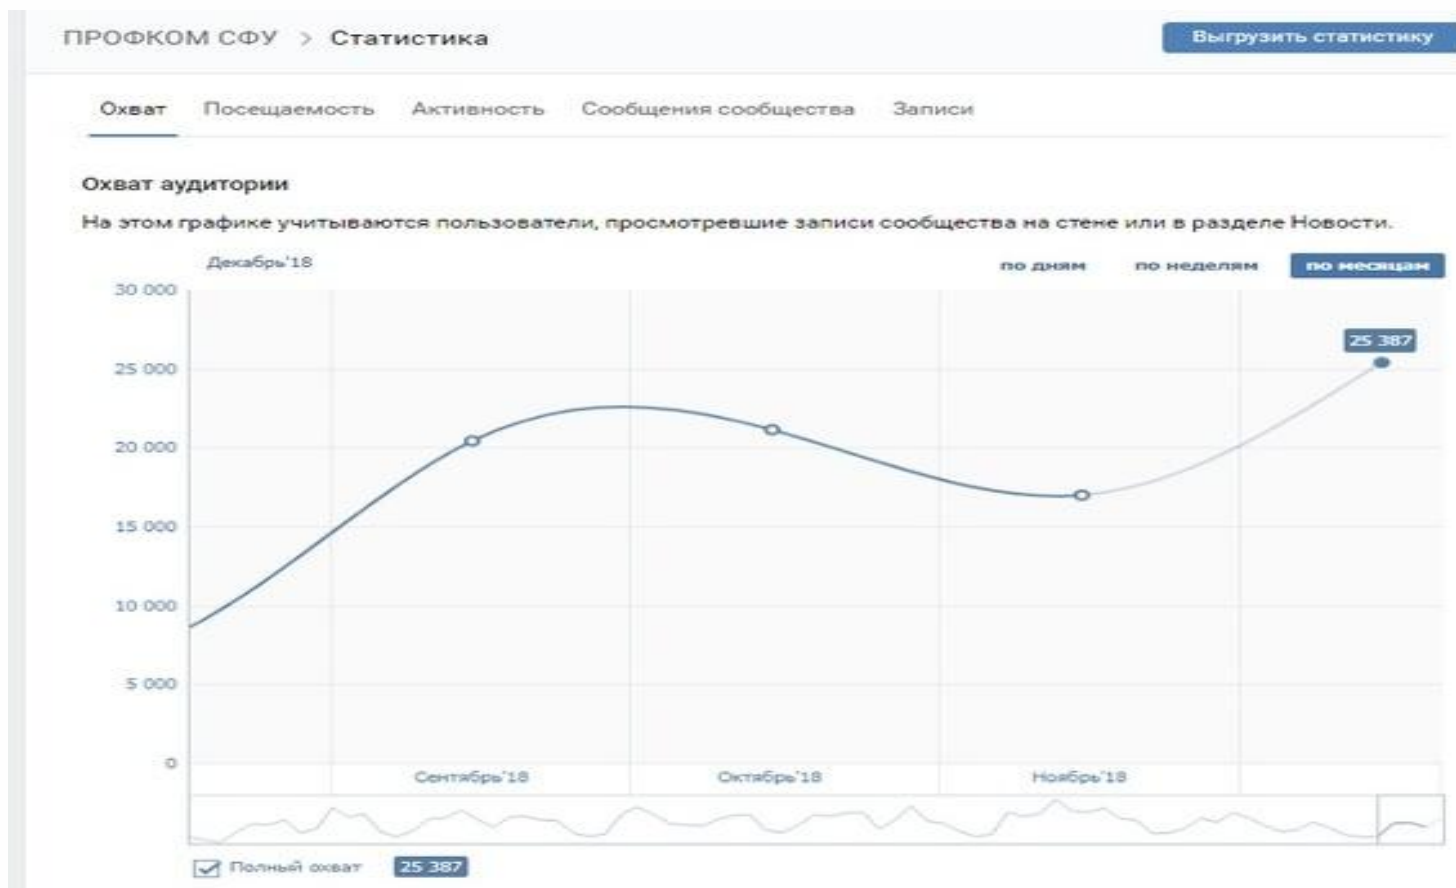 ПРОФКОМ СФУ > Статистика
Выгрузить статистику
Охват Посещаемость Активность Сообщения сообщества Записи
Охват аудитории
На этом графике учитываются пользователи, просмотревшие записи сообщества на стене или в разделе Новости.
Декабрь'18
по дням по неделям по месяцам
30 000
25 387
25 000
20 000
15 000
10 000
5 000
0
Сентябрь'18 Октябрь'18 Ноябрь'18
Полный охват 25 387